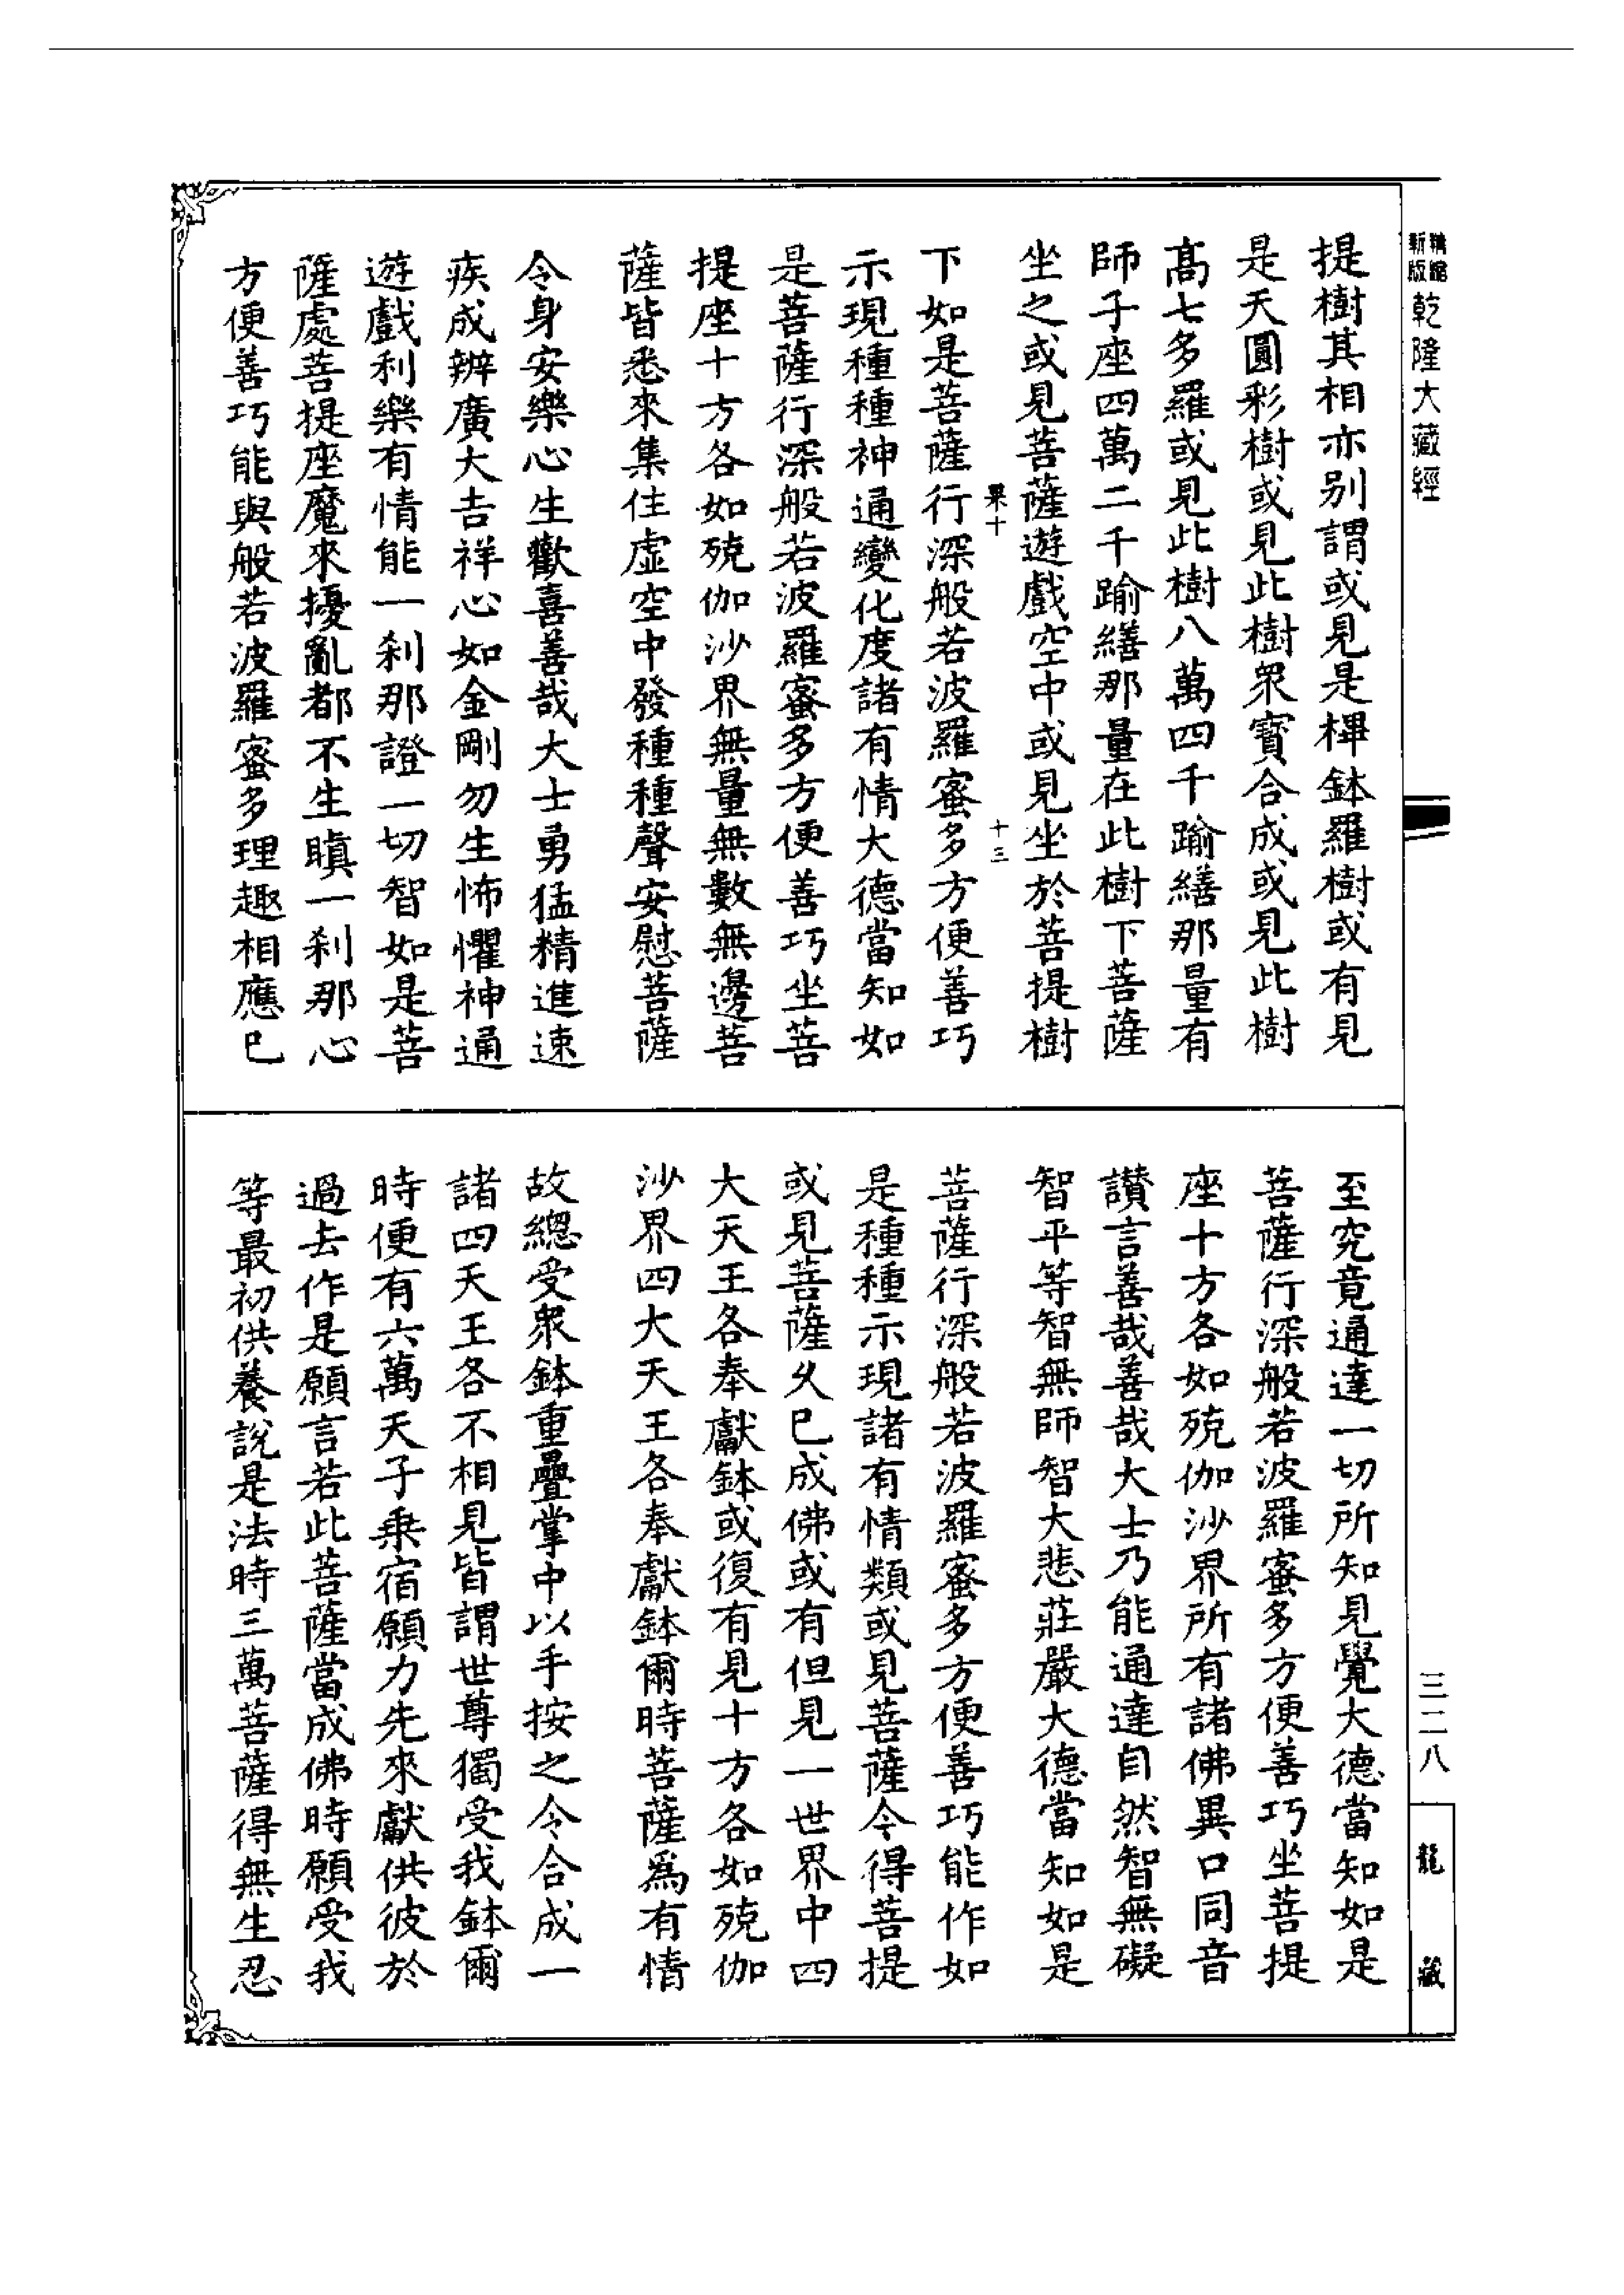 乾隆大藏經
提樹其相亦别謂或見是㮰鉢羅樹或有見
是天圓彩樹或見此樹衆寶合成或見此樹
髙七多羅或見此樹八萬四千踰繕那量有
師子座四萬二千踰繕那量在此樹下菩薩
坐之或見菩薩遊戲空中或見坐於菩提樹
十三
下如是菩薩行深般若波羅蜜多方便善巧
示現種種神通變化度諸有情大德當知如
是菩薩行深般若波羅蜜多方便善巧坐菩
提座十方各如殑伽沙界無量無數無邊菩
薩皆悉來集住虛空中發種種聲安慰菩薩
令身安樂心生歡喜善哉大士勇猛精進速
疾成辨廣大吉祥心如金剛勿生怖懼神通
遊戲利樂有情能一刹那證一切智如是菩
薩處菩提座魔來擾亂都不生瞋一刹那心
方便善巧能與般若波羅蜜多理趣相應已
至究竟通達一切所知見覺大德當知如是
菩薩行深般若波羅蜜多方便善巧坐菩提
座十方各如殑伽沙界所有諸佛異口同音
讚言善哉善哉大士乃能通達自然智無礙
智平等智無師智大悲莊嚴大德當知如是
菩薩行深般若波羅蜜多方便善巧能作如
是種種示現諸有情類或見菩薩今得菩提
或見菩薩乆已成佛或有但見一世界中四
大天王各奉獻鉢或復有見十方各如殑伽
沙界四大天王各奉獻鉢爾時菩薩爲有情
故總受衆鉢重疊掌中以手按之令合成一
諸四天王各不相見皆謂世尊獨受我鉢爾
時便有六萬天子乗宿願力先來獻供彼於
過去作是願言若此菩薩當成佛時願受我
等最初供養說是法時三萬菩薩得無生忍
三二八
龍藏